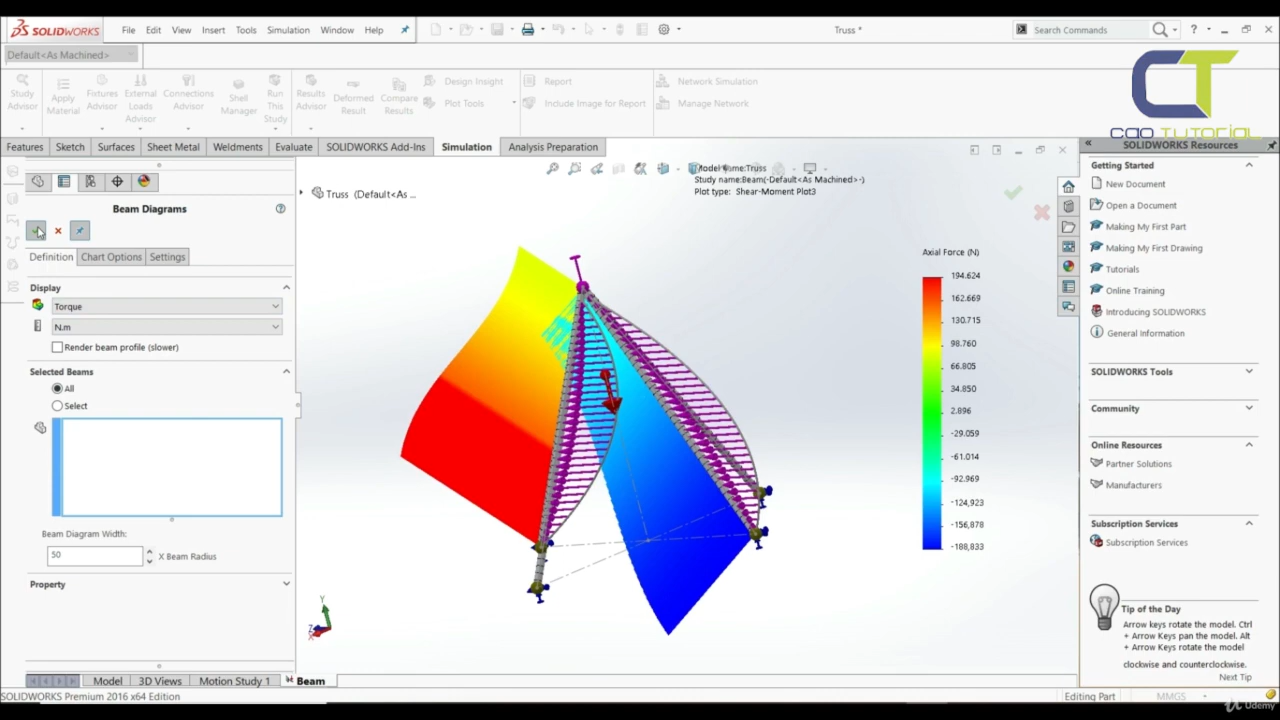 SOLIDWORKS
File Edit View Insert Tools Simulation Window Help
Truss *
Search Commands
Default<As Machined>
Study Advisor
Apply Material
Fixtures Advisor
External Loads Advisor
Connections Advisor
Shell Manager
Run This Study
Results Advisor
Deformed Result
Compare Results
Design Insight
Plot Tools
Report
Include Image for Report
Network Simulation
Manage Network
CT
CAO TUTORIAL
Features Sketch Surfaces Sheet Metal Weldments Evaluate SOLIDWORKS Add-Ins Simulation Analysis Preparation
SOLIDWORKS Resources
Beam Diagrams
Definition Chart Options Settings
Display
Torque
N.m
Render beam profile (slower)
Selected Beams
All
Select
Beam Diagram Width:
50 X Beam Radius
Property
Truss (Default<As ...
Model name:Truss
Study name:Beam(-Default<As Machined>-)
Plot type: Shear-Moment Plot3
Axial Force (N)
194.624
162.669
130.715
98.760
66.805
34.850
2.896
-29.059
-61.014
-92.969
-124,923
-156,878
-188,833
Y
Z
X
Getting Started
New Document
Open a Document
Making My First Part
Making My First Drawing
Tutorials
Online Training
Introducing SOLIDWORKS
General Information
SOLIDWORKS Tools
Community
Online Resources
Partner Solutions
Manufacturers
Subscription Services
Subscription Services
Tip of the Day
Arrow keys rotate the model. Ctrl
+ Arrow Keys pan the model. Alt
+ Arrow Keys rotate the model
clockwise and counterclockwise.
Next Tip
Model 3D Views Motion Study 1 Beam
SOLIDWORKS Premium 2016 x64 Edition
Editing Part MMGS
Udemy